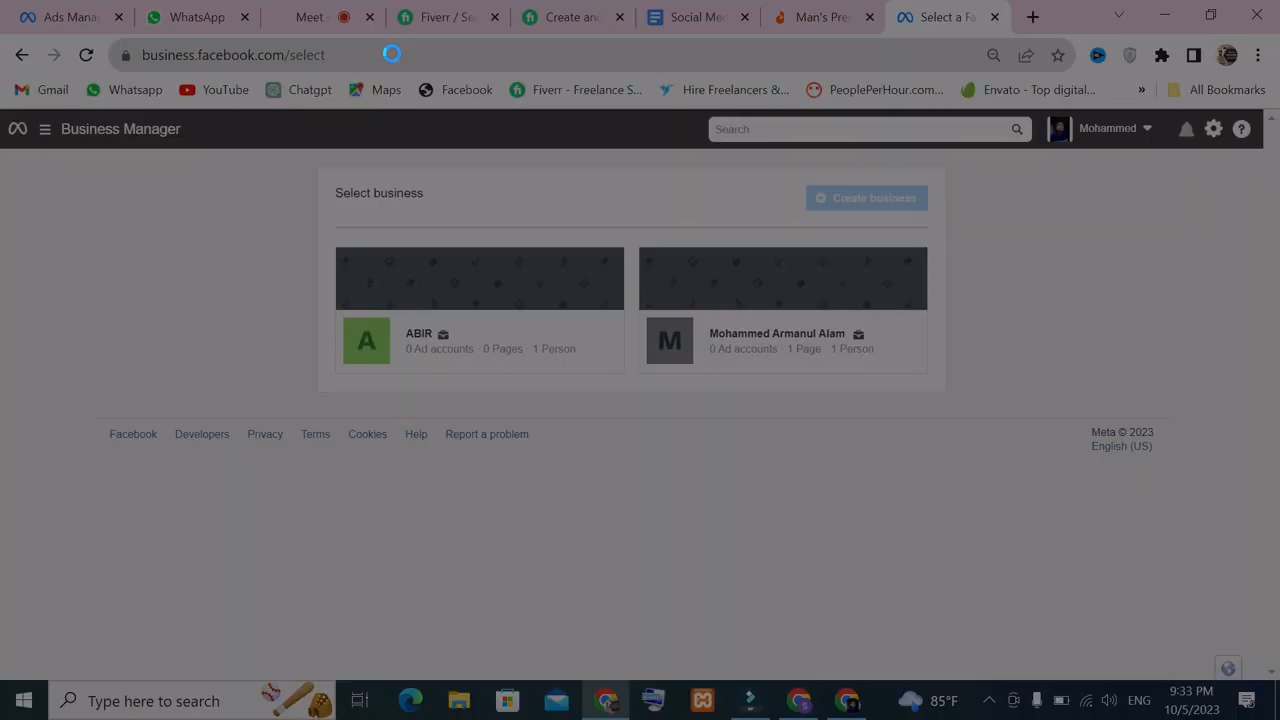 Ads Mana
WhatsApp
Meet -
Fiverr / Se
Create and
Social Med
Man's Pre
Select a Fa
business.facebook.com/select
Gmail
Whatsapp
YouTube
Chatgpt
Maps
Facebook
Fiverr - Freelance S...
Hire Freelancers &...
PeoplePerHour.com...
Envato - Top digital...
»
All Bookmarks
Business Manager
Search
Mohammed
Select business
Create business
A
ABIR
0 Ad accounts · 0 Pages · 1 Person
M
Mohammed Armanul Alam
0 Ad accounts · 1 Page · 1 Person
Facebook
Developers
Privacy
Terms
Cookies
Help
Report a problem
Meta © 2023
English (US)
Type here to search
85°F
ENG
9:33 PM
10/5/2023